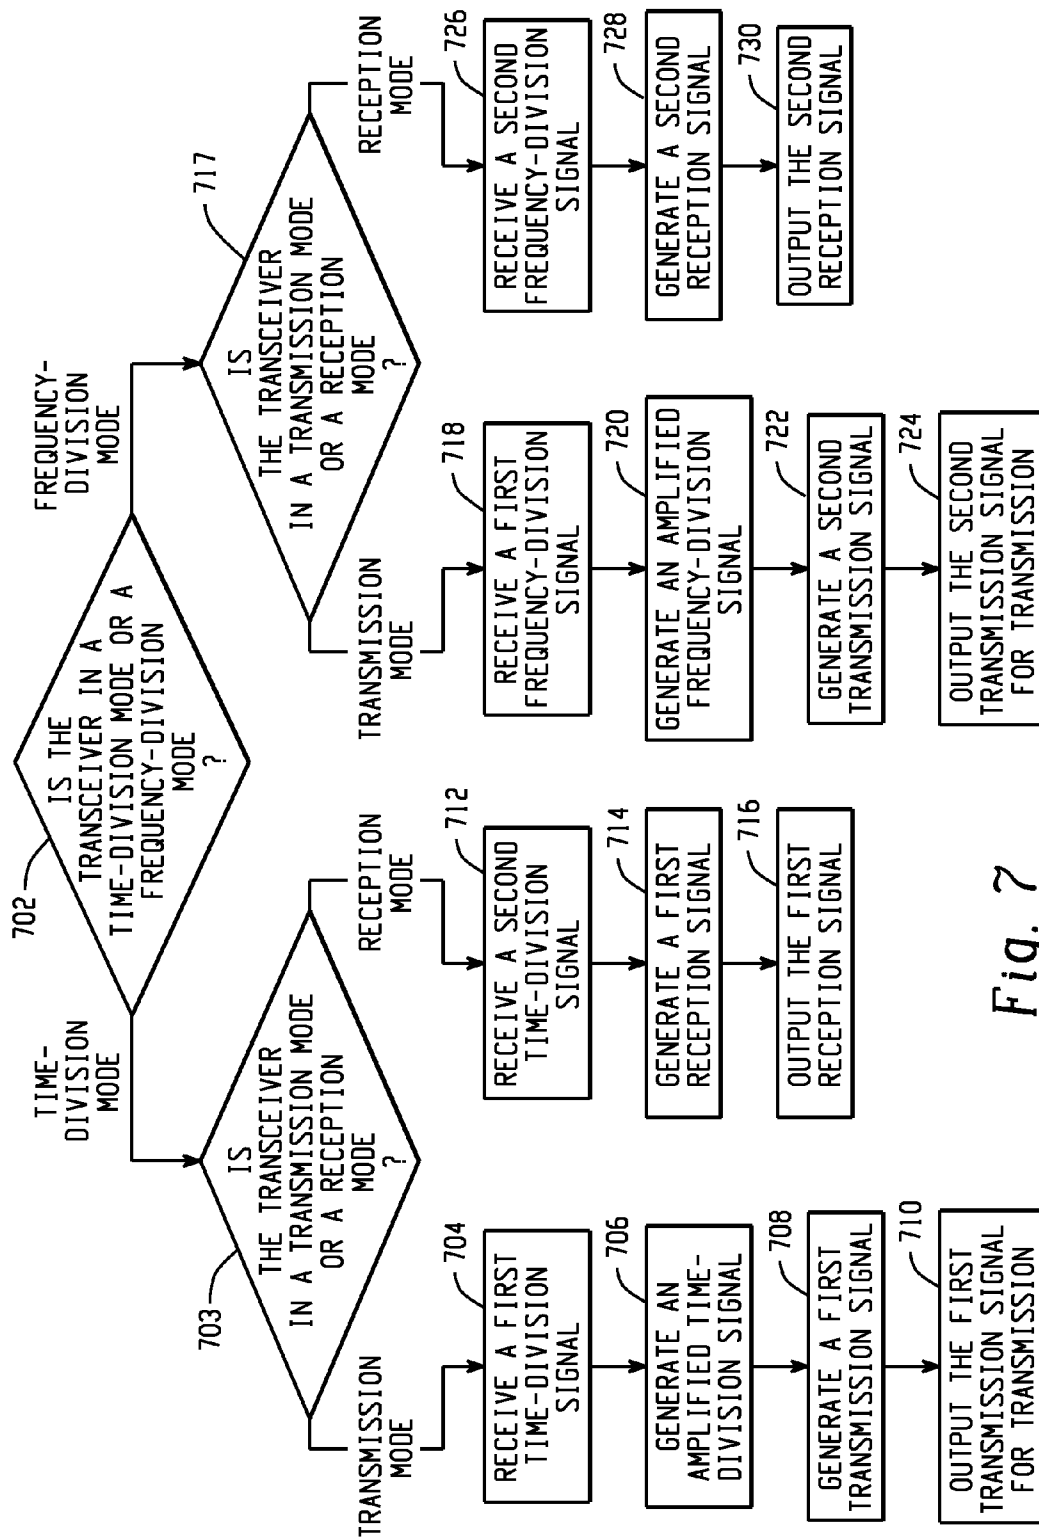 702
IS THE
TRANSCEIVER IN A
TIME-DIVISION MODE OR A
FREQUENCY-DIVISION
MODE
?
TIME-
DIVISION
MODE
FREQUENCY-
DIVISION
MODE
703
IS
THE TRANSCEIVER
IN A TRANSMISSION MODE
OR A RECEPTION
MODE
?
717
IS
THE TRANSCEIVER
IN A TRANSMISSION MODE
OR A RECEPTION
MODE
?
TRANSMISSION
MODE
RECEPTION
MODE
TRANSMISSION
MODE
RECEPTION
MODE
704
RECEIVE A FIRST
TIME-DIVISION
SIGNAL
706
GENERATE AN
AMPLIFIED TIME-
DIVISION SIGNAL
708
GENERATE A FIRST
TRANSMISSION SIGNAL
710
OUTPUT THE FIRST
TRANSMISSION SIGNAL
FOR TRANSMISSION
712
RECEIVE A SECOND
TIME-DIVISION
SIGNAL
714
GENERATE A FIRST
RECEPTION SIGNAL
716
OUTPUT THE FIRST
RECEPTION SIGNAL
718
RECEIVE A FIRST
FREQUENCY-DIVISION
SIGNAL
720
GENERATE AN AMPLIFIED
FREQUENCY-DIVISION
SIGNAL
722
GENERATE A SECOND
TRANSMISSION SIGNAL
724
OUTPUT THE SECOND
TRANSMISSION SIGNAL
FOR TRANSMISSION
726
RECEIVE A SECOND
FREQUENCY-DIVISION
SIGNAL
728
GENERATE A SECOND
RECEPTION SIGNAL
730
OUTPUT THE SECOND
RECEPTION SIGNAL
Fig. 7